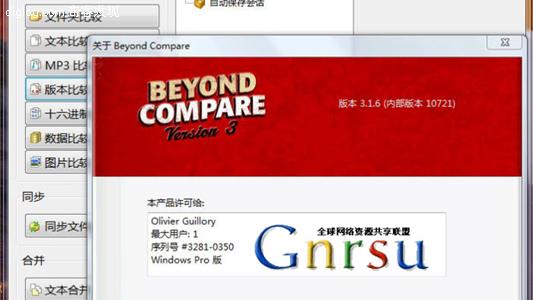 自动保存会话
文件夹比较
文本比较
MP3 比
版本比较
十六进制
数据比较
图片比较
同步
同步文件
合并
文本合并
关于 Beyond Compare
BEYOND
COMPARE
Version 3
版本 3.1.6 (内部版本 10721)
本产品许可给:
Olivier Guillory
最大用户: 1
序列号 #3281-0350
Windows Pro 版
全球网络资源共享联盟
Gnrsu